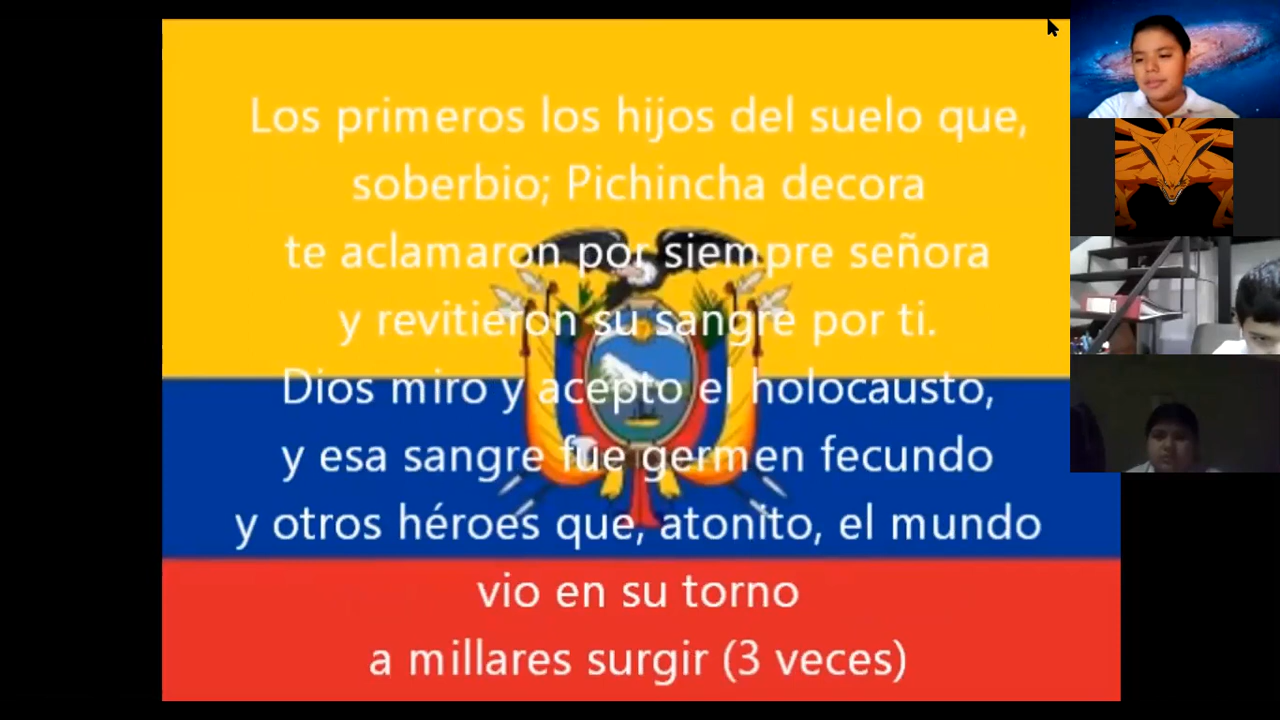 Los primeros los hijos del suelo que,
soberbio; Pichincha decora
te aclamaron por siempre señora
y revitieron su sangre por ti.
Dios miro y acepto el holocausto,
y esa sangre fue germen fecundo
y otros héroes que, atonito, el mundo
vio en su torno
a millares surgir (3 veces)